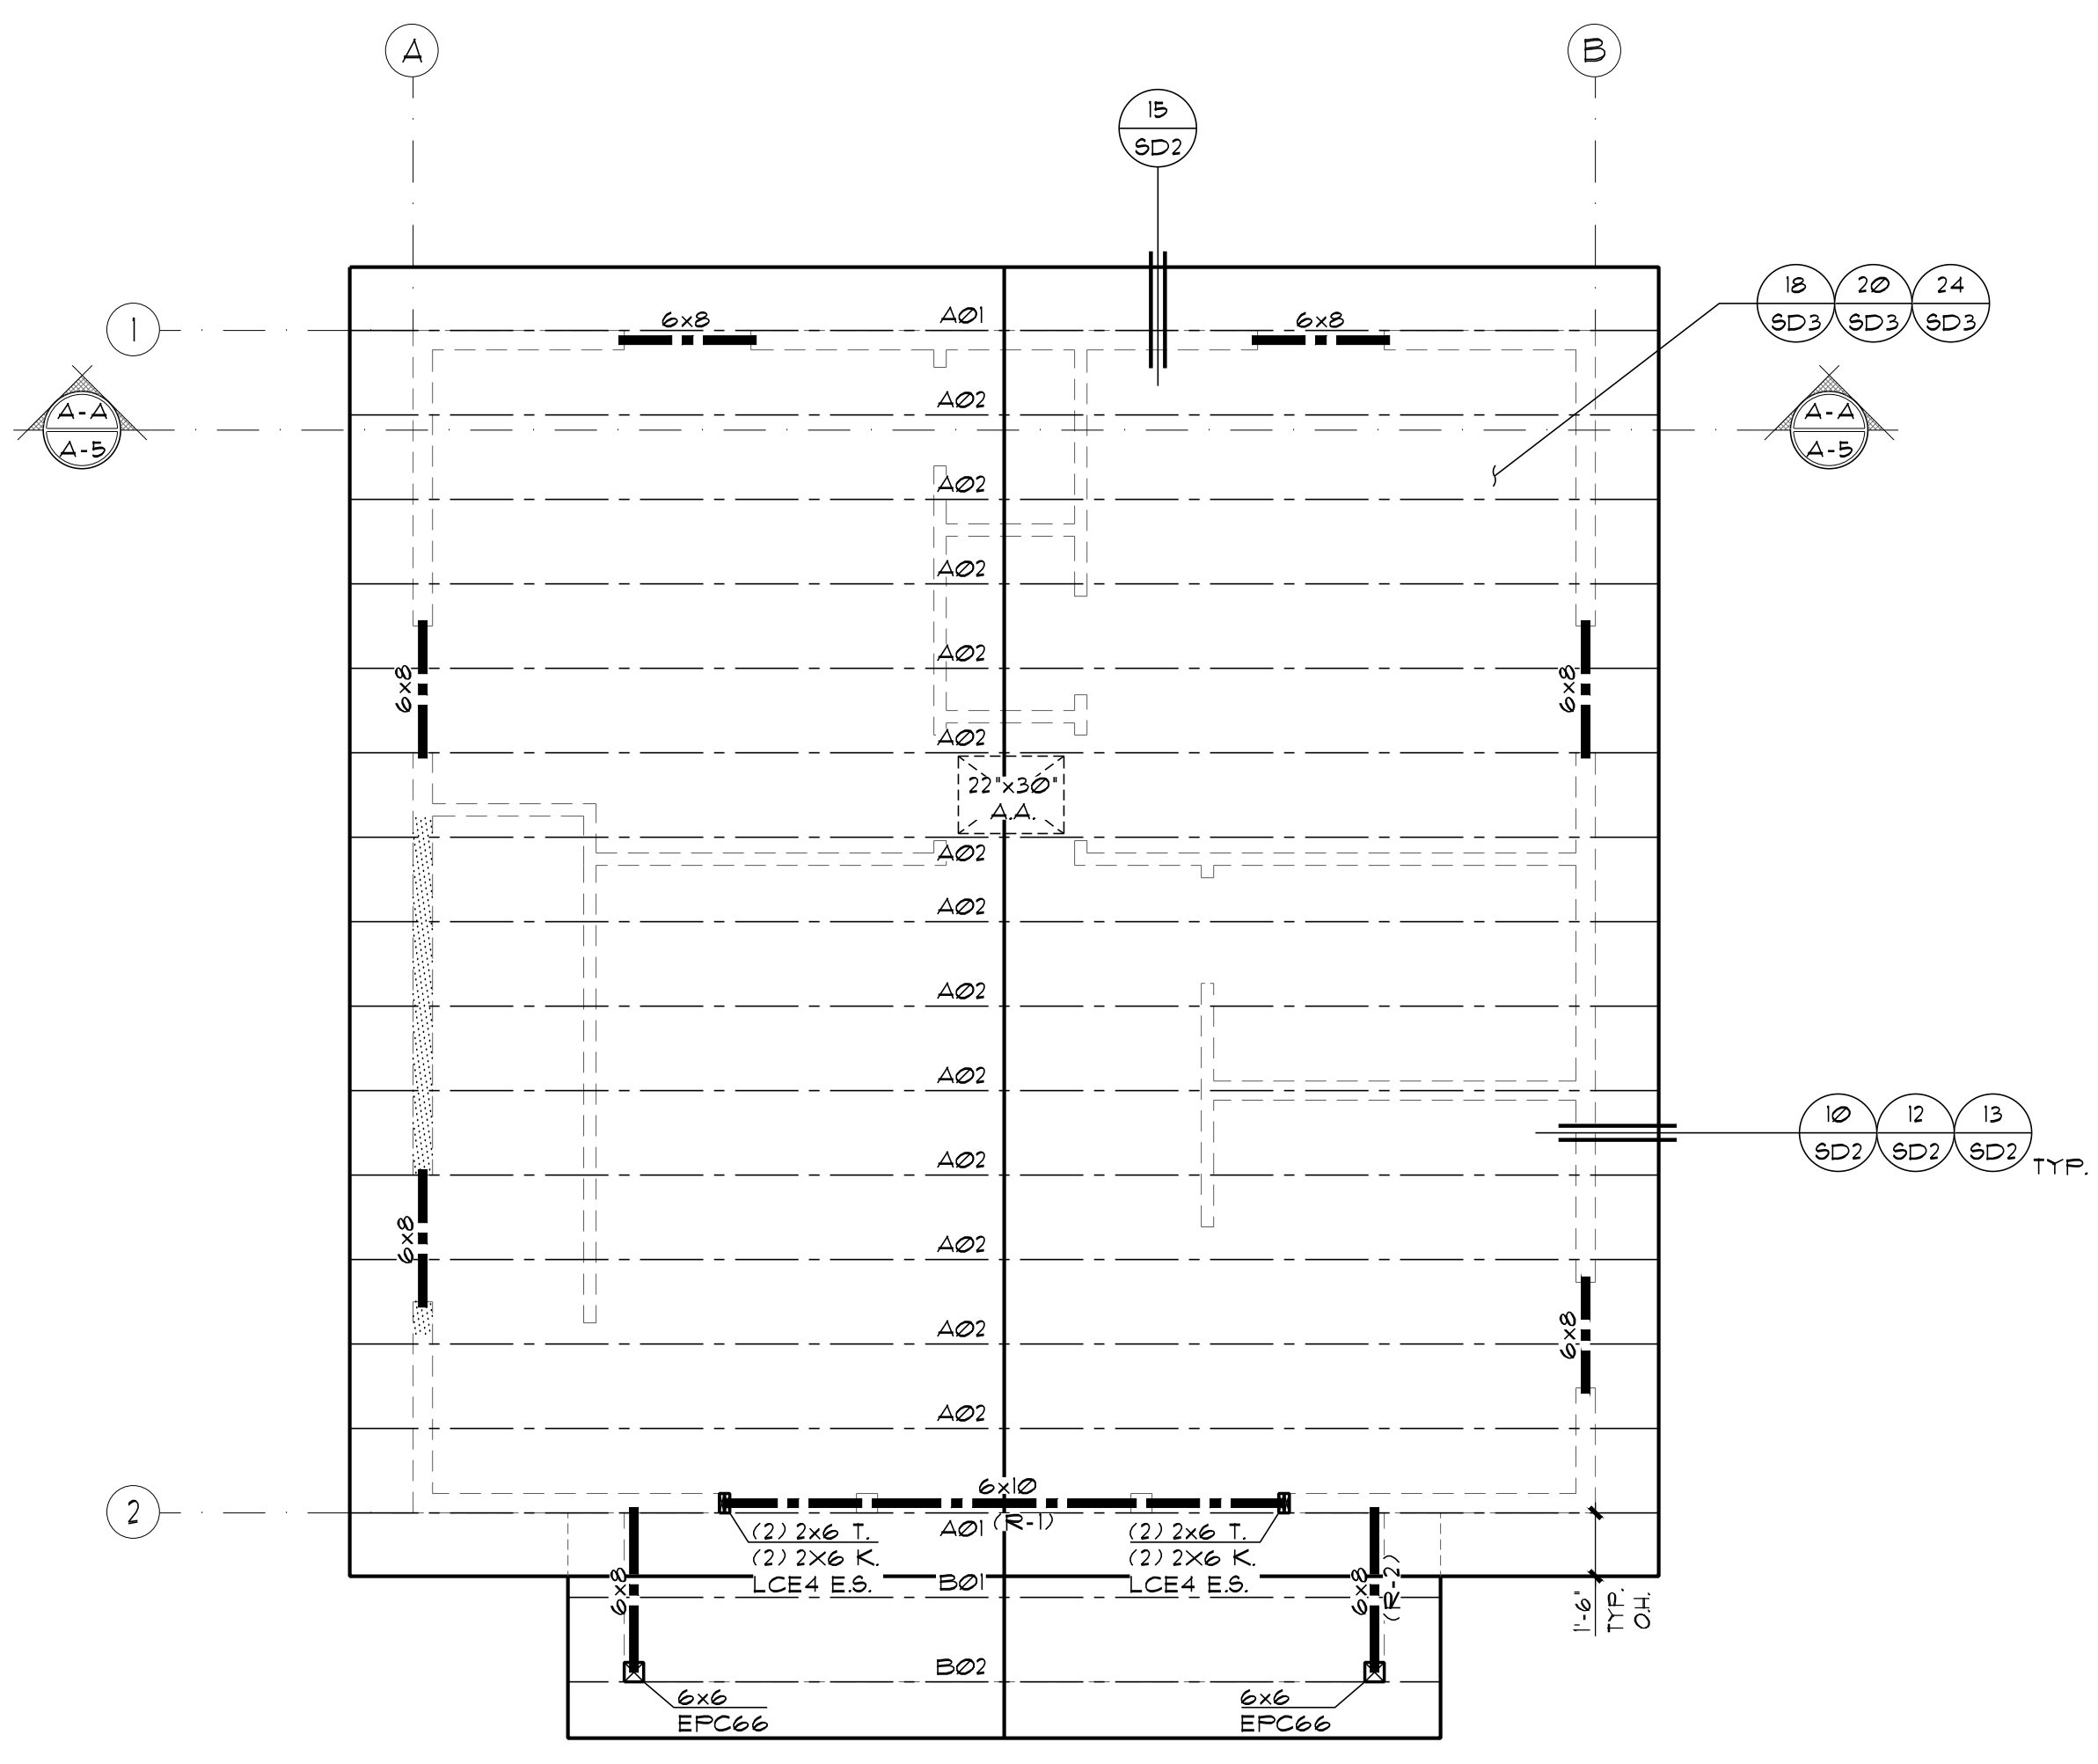 A
B
15
SD2
18
SD3
20
SD3
24
SD3
1
6x8
A01
6x8
A-A
A-5
A02
A-A
A-5
A02
A02
6x8
A02
6x8
A02
22"x30"
A.A.
A02
A02
A02
A02
10
SD2
12
SD2
13
SD2
TYP.
A02
6x8
A02
6x8
A02
A02
6x10
2
A01
(R-1)
(2) 2x6 T.
(2) 2X6 K.
LCE4 E.S.
(2) 2x6 T.
(2) 2X6 K.
LCE4 E.S.
6x8
B01
6x8
(R-2)
1'-6"
TYP.
O.H.
B02
6x6
EPC66
6x6
EPC66